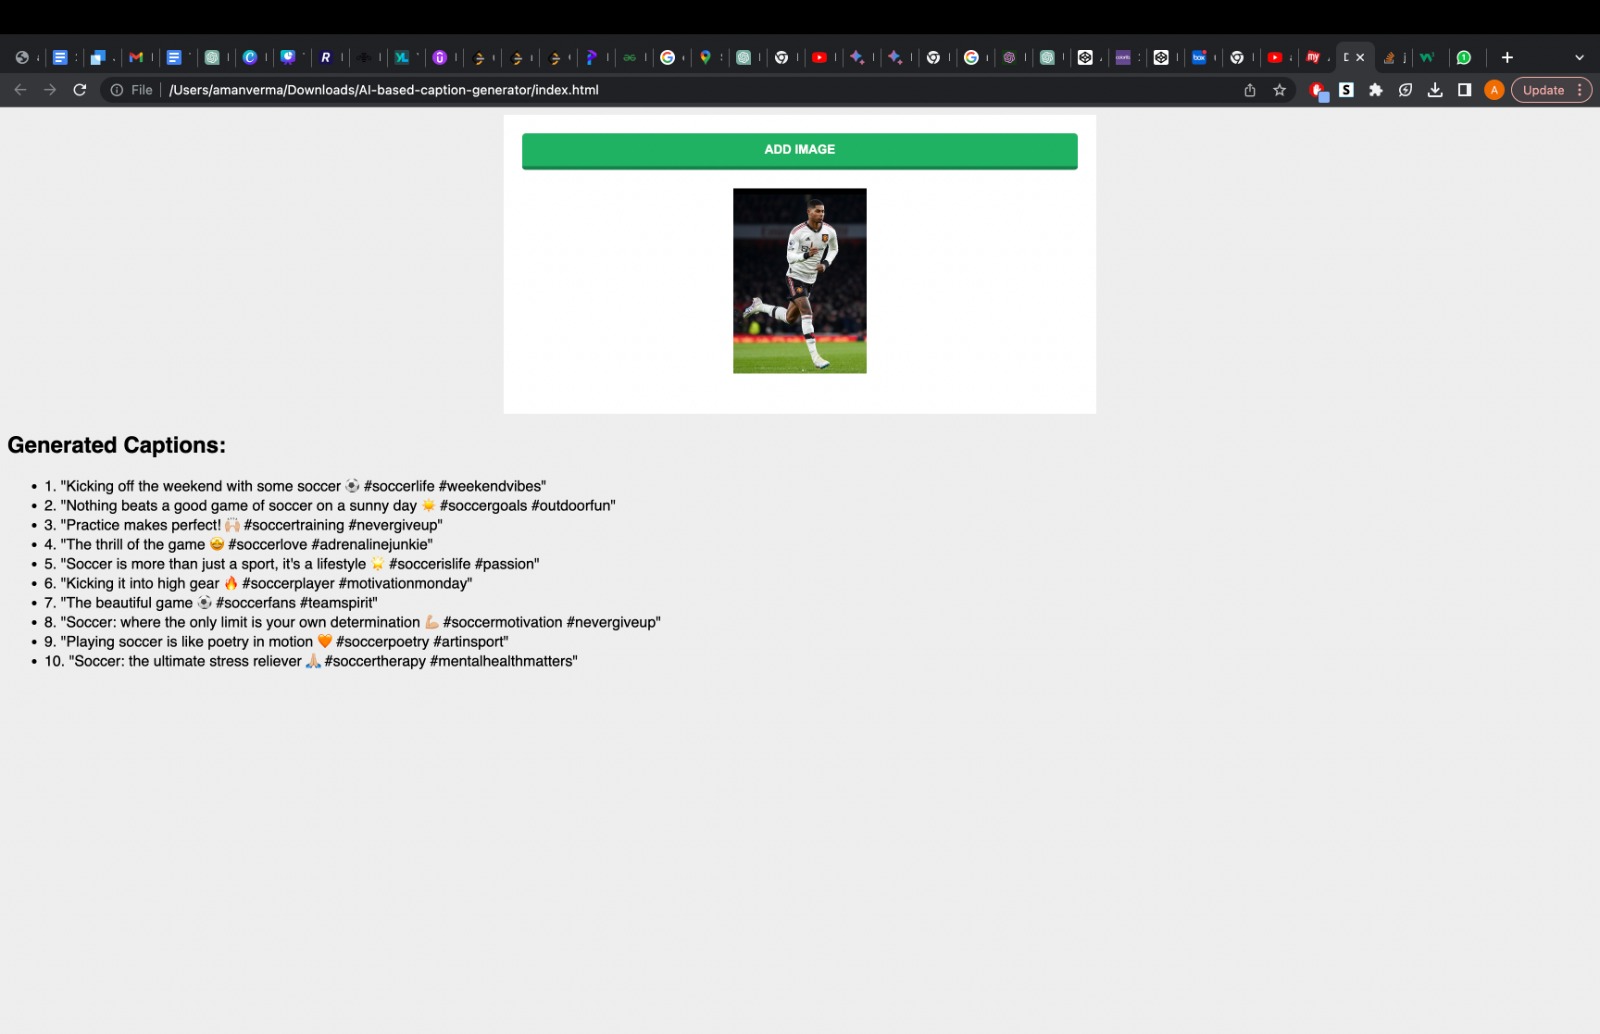 File
/Users/amanverma/Downloads/AI-based-caption-generator/index.html
A
Update
ADD IMAGE
Generated Captions:
• 1. "Kicking off the weekend with some soccer ⚽ #soccerlife #weekendvibes"
• 2. "Nothing beats a good game of soccer on a sunny day ☀️ #soccergoals #outdoorfun"
• 3. "Practice makes perfect! 🙌🏼 #soccertraining #nevergiveup"
• 4. "The thrill of the game 🤩 #soccerlove #adrenalinejunkie"
• 5. "Soccer is more than just a sport, it's a lifestyle 🌟 #soccerislife #passion"
• 6. "Kicking it into high gear 🔥 #soccerplayer #motivationmonday"
• 7. "The beautiful game ⚽ #soccerfans #teamspirit"
• 8. "Soccer: where the only limit is your own determination 💪🏼 #soccermotivation #nevergiveup"
• 9. "Playing soccer is like poetry in motion 🧡 #soccerpoetry #artinsport"
• 10. "Soccer: the ultimate stress reliever 🙏🏼 #soccertherapy #mentalhealthmatters"